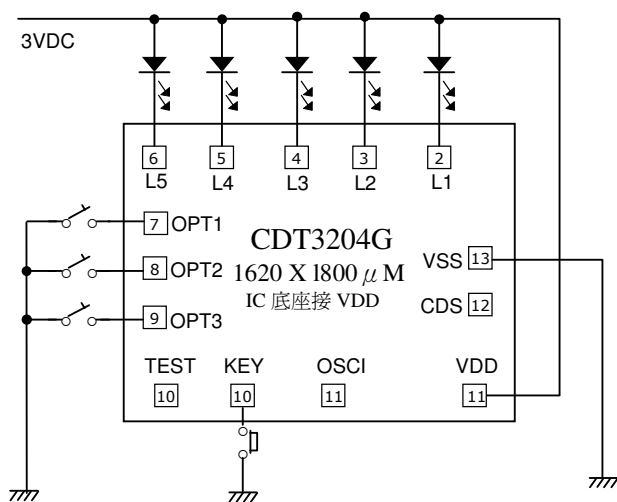 3VDC
6 5 4 3 2
L5 L4 L3 L2 L1
7 OPT1
CDT3204G
8 OPT2
1620 X 1800 μ M
VSS 13
IC 底座接 VDD
9 OPT3
CDS 12
TEST KEY OSCI VDD
10 10 11 11